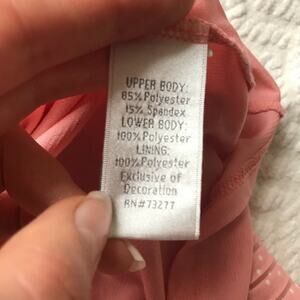 UPPER BODY:
85% Polyester
15% Spandex
LOWER BODY:
100% Polyester
LINING:
100% Polyester
Exclusive of
Decoration
RN#73277